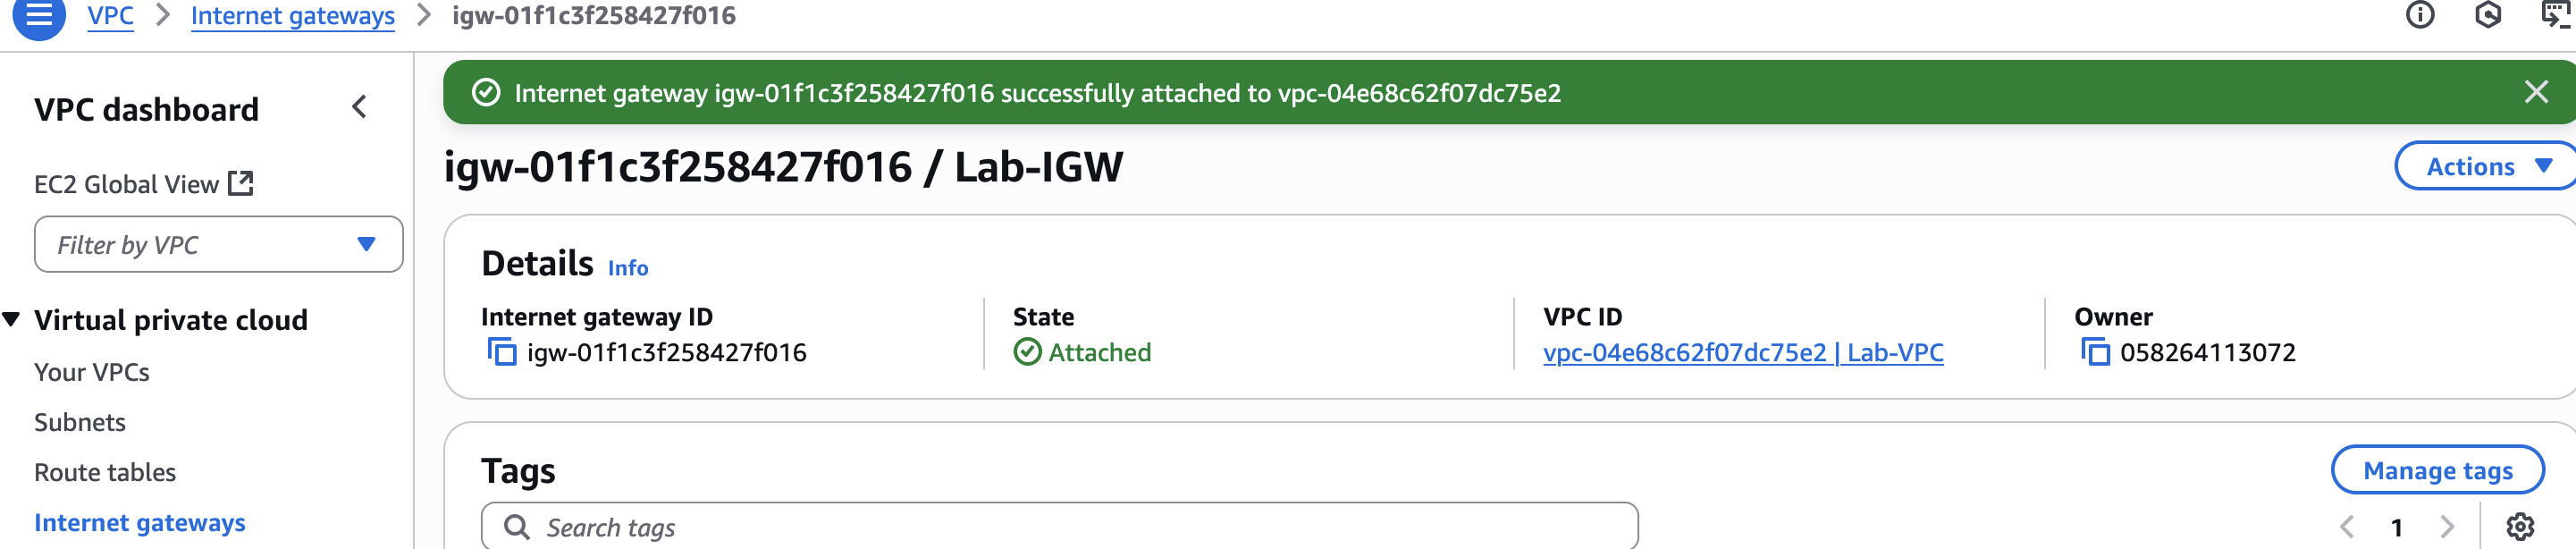 VPC Internet gateways igw-01f1c3f258427f016
Internet gateway igw-01f1c3f258427f016 successfully attached to vpc-04e68c62f07dc75e2
VPC dashboard
EC2 Global View
Filter by VPC
Virtual private cloud
Your VPCs
Subnets
Route tables
Internet gateways
igw-01f1c3f258427f016 / Lab-IGW
Actions
Details Info
Internet gateway ID
igw-01f1c3f258427f016
State
Attached
VPC ID
vpc-04e68c62f07dc75e2 | Lab-VPC
Owner
058264113072
Tags
Manage tags
Search tags
1